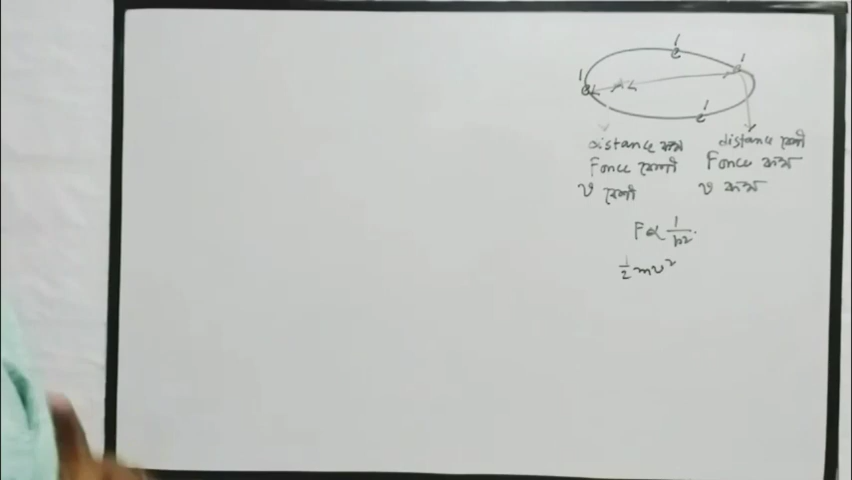 distance কম
Force বেশী
v বেশী
distance বেশী
Force কম
v কম
F∝ 1/r²
½mv²